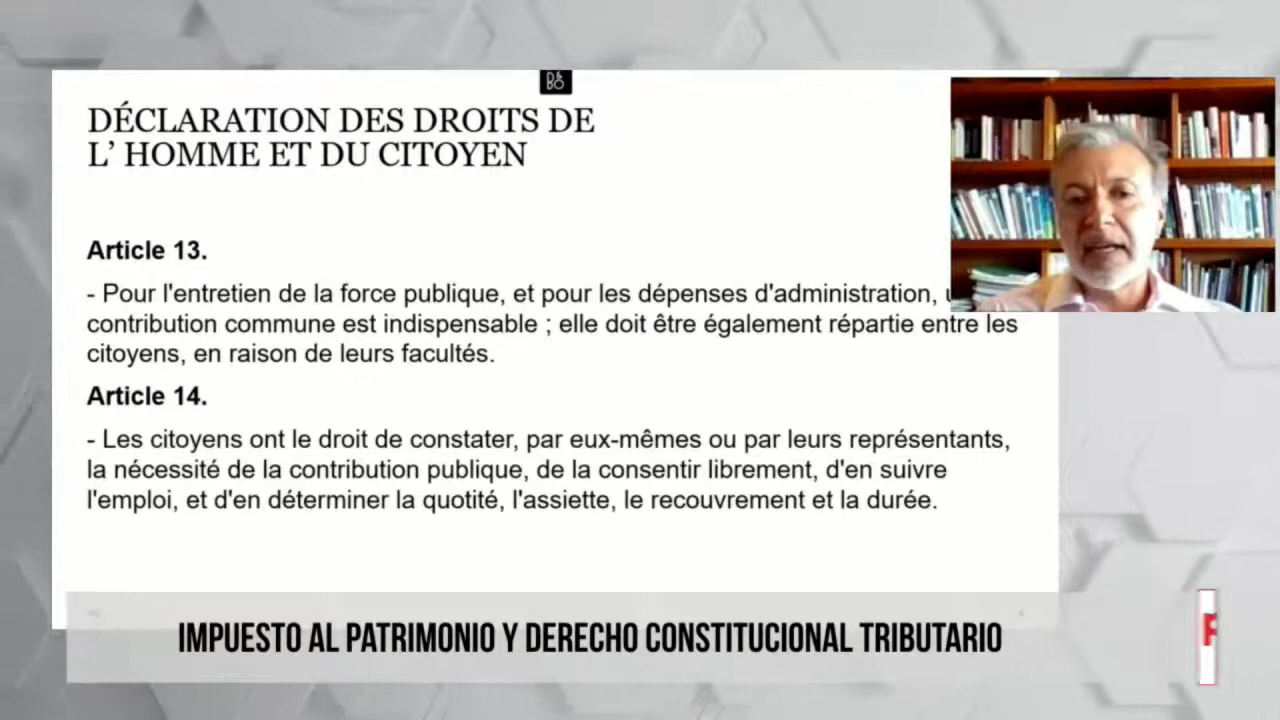 D&
BO
DÉCLARATION DES DROITS DE
L’ HOMME ET DU CITOYEN
Article 13.
- Pour l'entretien de la force publique, et pour les dépenses d'administration,
contribution commune est indispensable ; elle doit être également répartie entre les
citoyens, en raison de leurs facultés.
Article 14.
- Les citoyens ont le droit de constater, par eux-mêmes ou par leurs représentants,
la nécessité de la contribution publique, de la consentir librement, d'en suivre
l'emploi, et d'en déterminer la quotité, l'assiette, le recouvrement et la durée.
IMPUESTO AL PATRIMONIO Y DERECHO CONSTITUCIONAL TRIBUTARIO